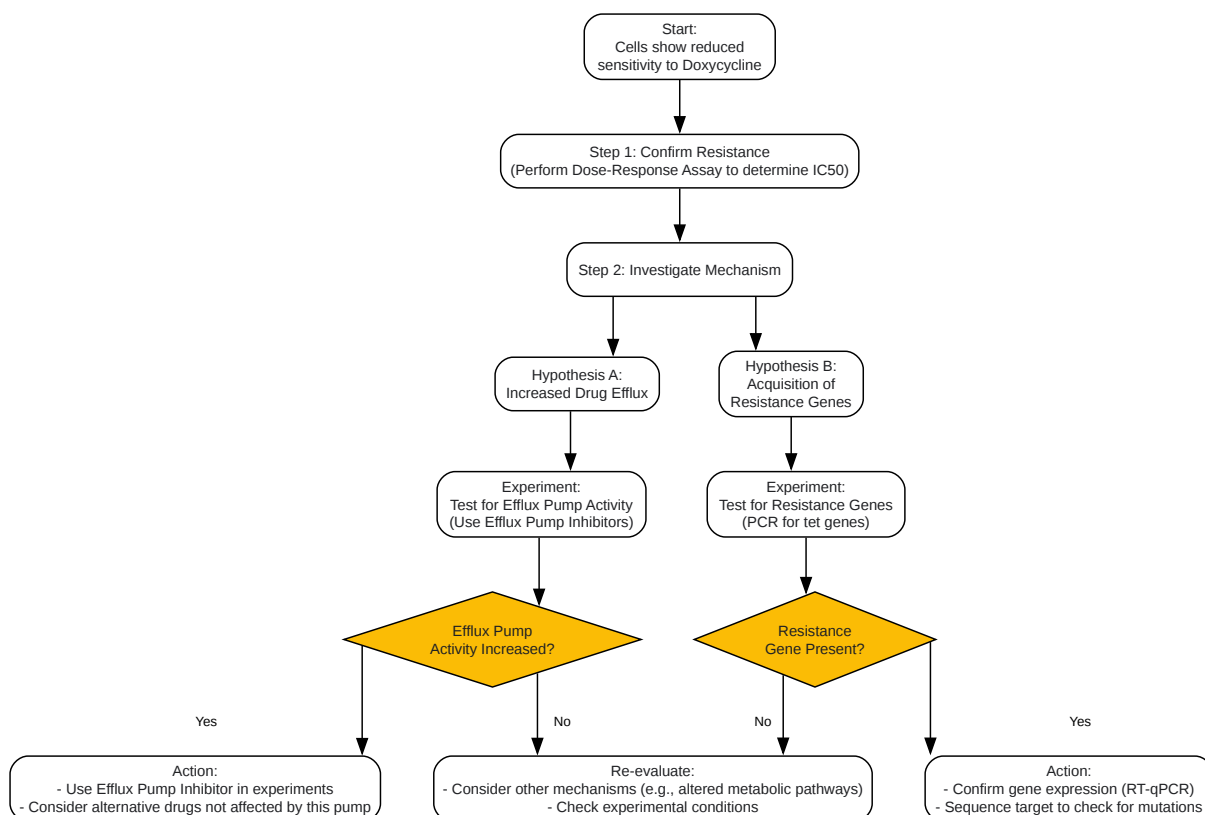 Start:
Cells show reduced
sensitivity to Doxycycline
Step 1: Confirm Resistance
(Perform Dose-Response Assay to determine IC50)
Step 2: Investigate Mechanism
Hypothesis A:
Increased Drug Efflux
Hypothesis B:
Acquisition of
Resistance Genes
Experiment:
Test for Efflux Pump Activity
(Use Efflux Pump Inhibitors)
Experiment:
Test for Resistance Genes
(PCR for tet genes)
Efflux Pump
Activity Increased?
Resistance
Gene Present?
Yes
No
No
Yes
Action:
- Use Efflux Pump Inhibitor in experiments
- Consider alternative drugs not affected by this pump
Re-evaluate:
- Consider other mechanisms (e.g., altered metabolic pathways)
- Check experimental conditions
Action:
- Confirm gene expression (RT-qPCR)
- Sequence target to check for mutations